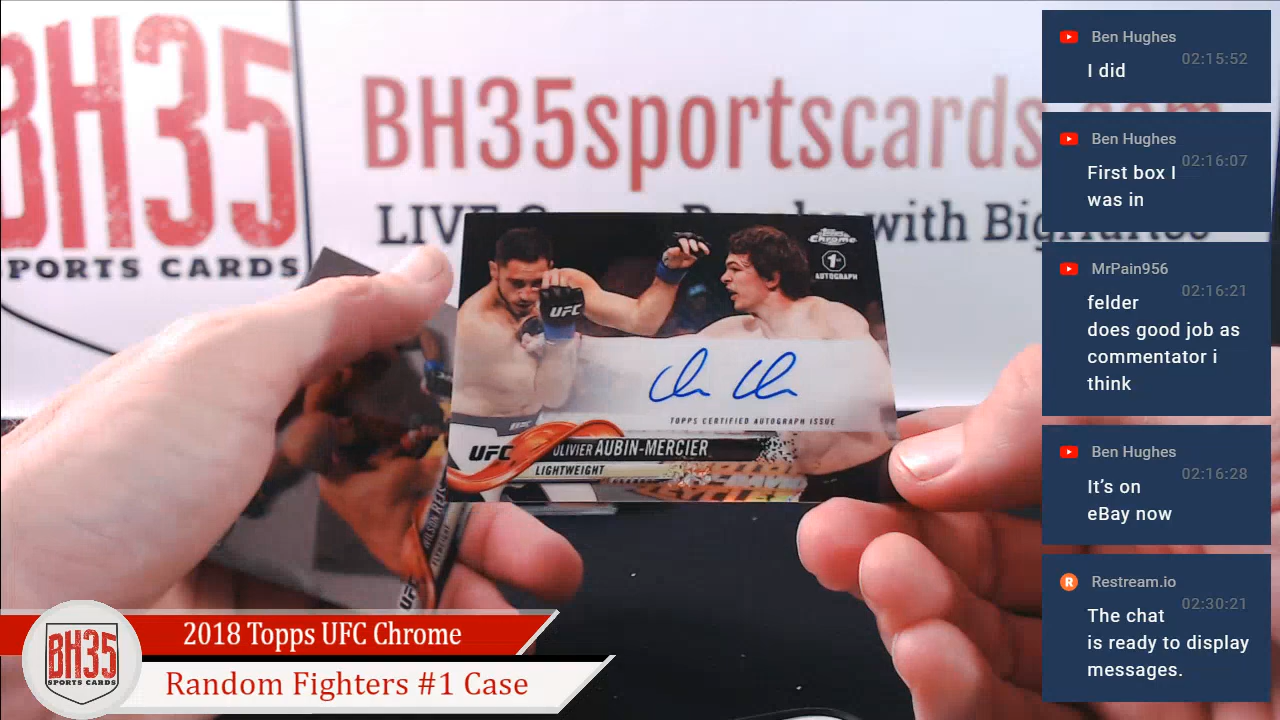 BH35
SPORTS CARDS
BH35sportscards.com
LIVE
with
UFC
Topps
Chrome
1st
AUTOGRAPH
TOPPS CERTIFIED AUTOGRAPH ISSUE
UFC
OLIVIER AUBIN-MERCIER
LIGHTWEIGHT
WILSON
UFC
BH35
SPORTS CARDS
2018 Topps UFC Chrome
Random Fighters #1 Case
Ben Hughes
02:15:52
I did
Ben Hughes
02:16:07
First box I
was in
MrPain956
02:16:21
felder
does good job as
commentator i
think
Ben Hughes
02:16:28
It's on
eBay now
Restream.io
02:30:21
The chat
is ready to display
messages.